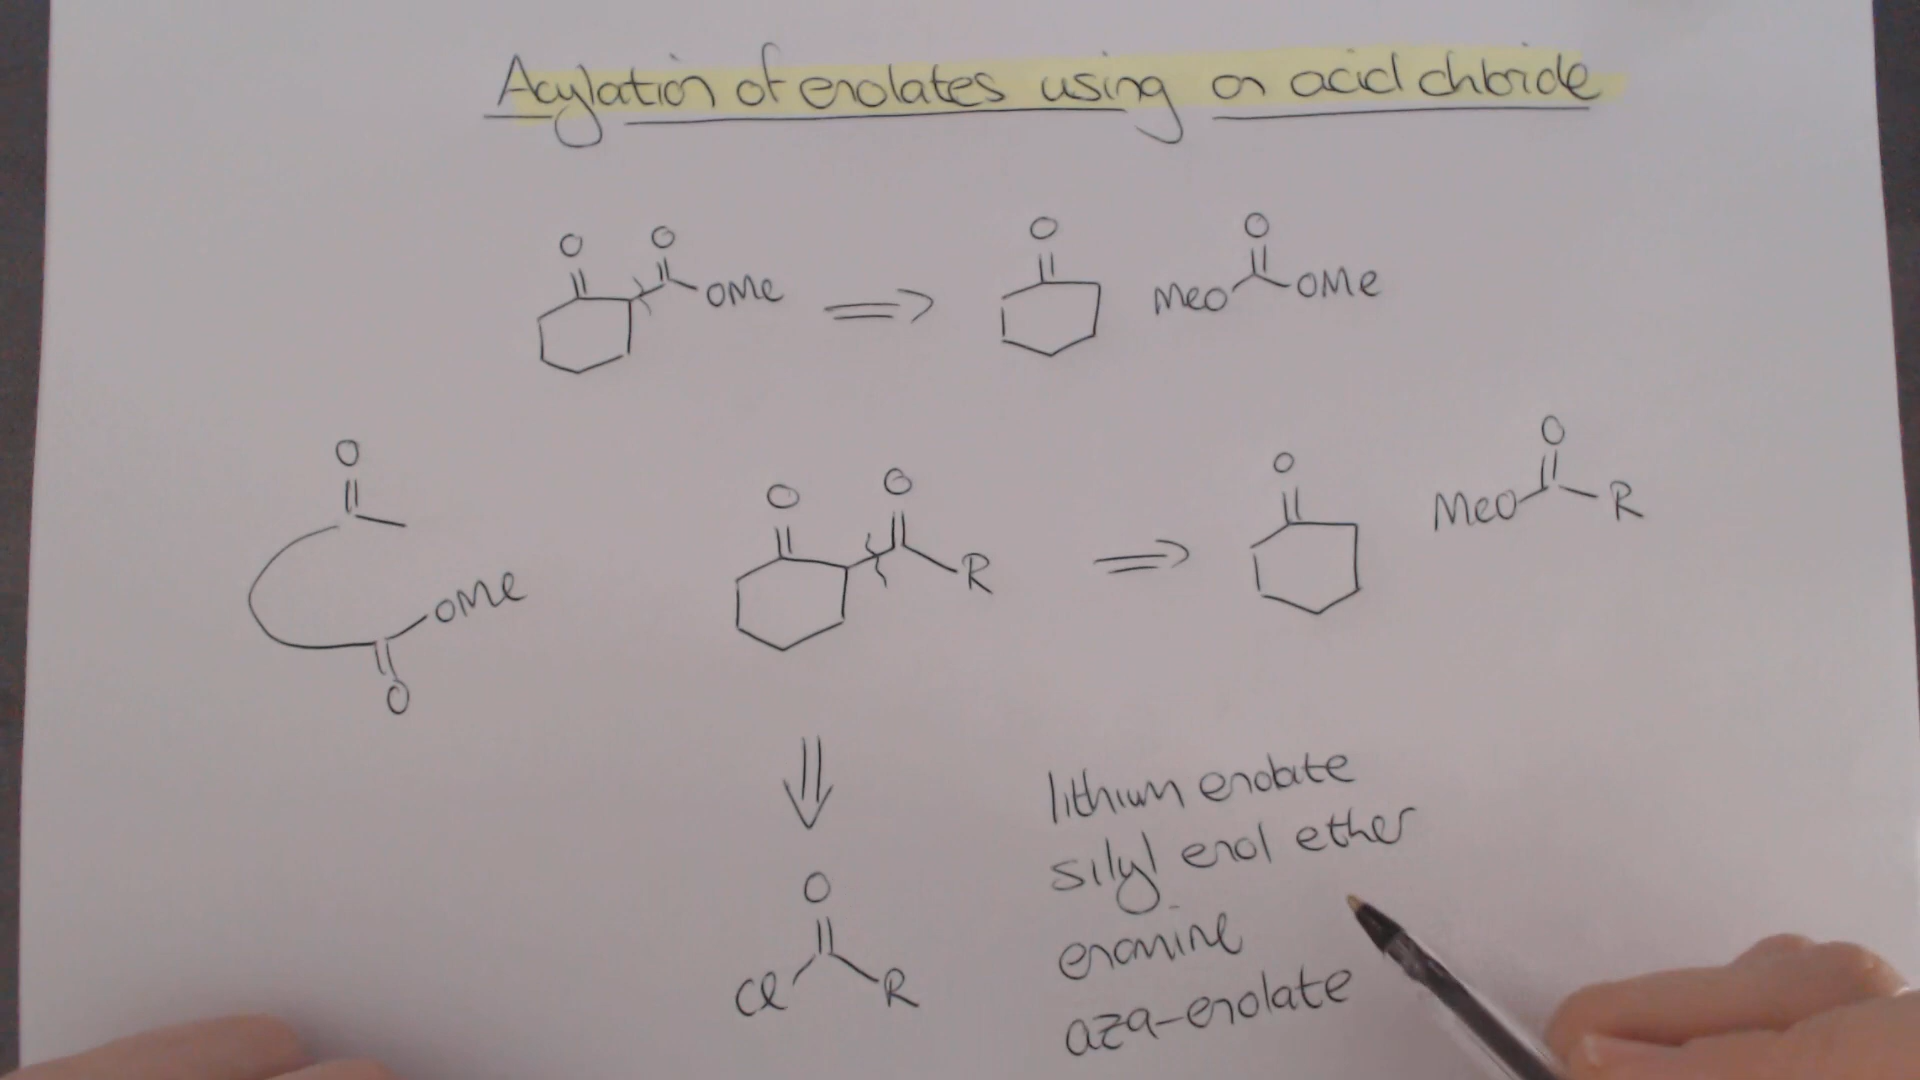 Acylation of enolates using an acid chloride
O O
OMe
O O
MeO OMe
O
OMe
O
O O
R
O O
MeO R
lithium enolate
silyl enol ether
enamine
aza-enolate
O
Cl R